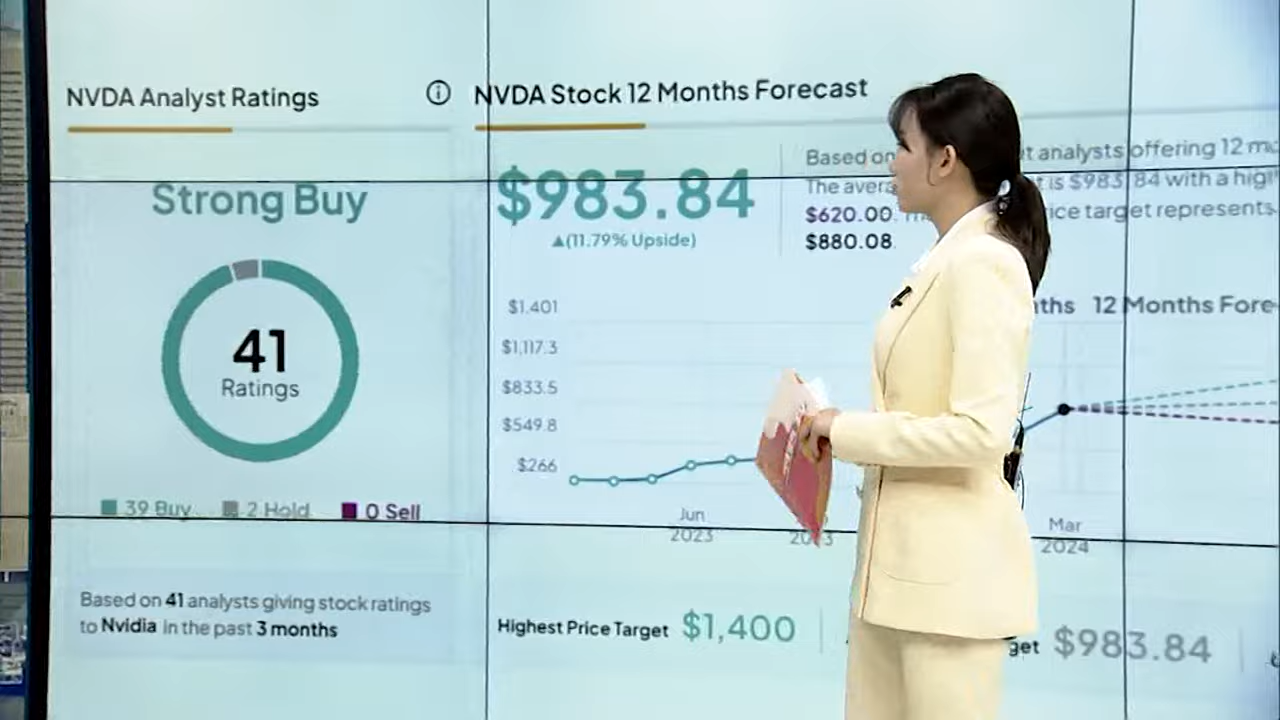 NVDA Analyst Ratings
NVDA Stock 12 Months Forecast
Strong Buy
41
Ratings
39 Buy
2 Hold
0 Sell
Based on 41 analysts giving stock ratings
to Nvidia in the past 3 months
$983.84
▲(11.79% Upside)
Based on
t analysts offering 12
The avera
t is $983.84 with a high
$620.00.
ice target represents
$880.08.
$1,401
$1,117.3
$833.5
$549.8
$266
ths 12 Months Fore
Jun
2023
Mar
2024
Highest Price Target $1,400
get $983.84